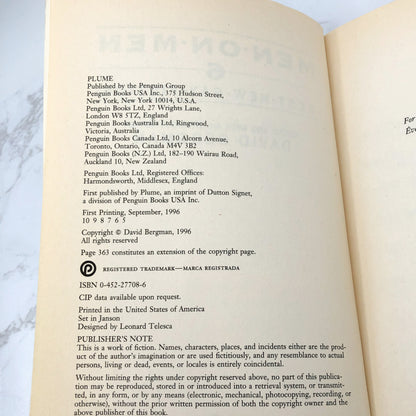 PLUME
Published by the Penguin Group
Penguin Books USA Inc., 375 Hudson Street,
New York, New York 10014, U.S.A.
Penguin Books Ltd, 27 Wrights Lane,
London W8 5TZ, England
Penguin Books Australia Ltd, Ringwood,
Victoria, Australia
Penguin Books Canada Ltd, 10 Alcorn Avenue,
Toronto, Ontario, Canada M4V 3B2
Penguin Books (N.Z.) Ltd, 182–190 Wairau Road,
Auckland 10, New Zealand
Penguin Books Ltd, Registered Offices:
Harmondsworth, Middlesex, England
First published by Plume, an imprint of Dutton Signet,
a division of Penguin Books USA Inc.
First Printing, September, 1996
10 9 8 7 6 5
Copyright © David Bergman, 1996
All rights reserved
Page 363 constitutes an extension of the copyright page.
P REGISTERED TRADEMARK—MARCA REGISTRADA
ISBN 0-452-27708-6
CIP data available upon request.
Printed in the United States of America
Set in Janson
Designed by Leonard Telesca
PUBLISHER'S NOTE
This is a work of fiction. Names, characters, places, and incidents either are the prod-
uct of the author's imagination or are used fictitiously, and any resemblance to actual
persons, living or dead, events, or locales is entirely coincidental.
Without limiting the rights under copyright reserved above, no part of this publica-
tion may be reproduced, stored in or introduced into a retrieval system, or transmit-
ted, in any form, or by any means (electronic, mechanical, photocopying, recording, or
otherwise), without the prior written permission of both the copyright owner and the
above publisher of this book.
For